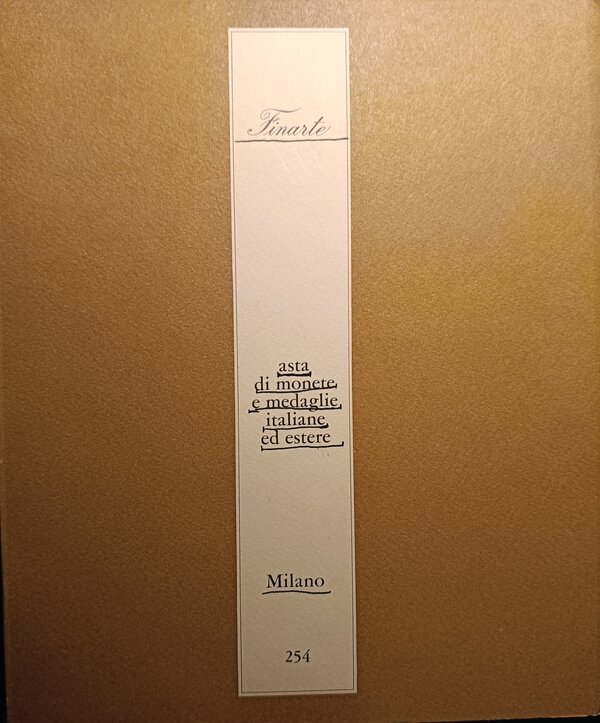 Finarte
asta
di monete
e medaglie
italiane
ed estere
Milano
254